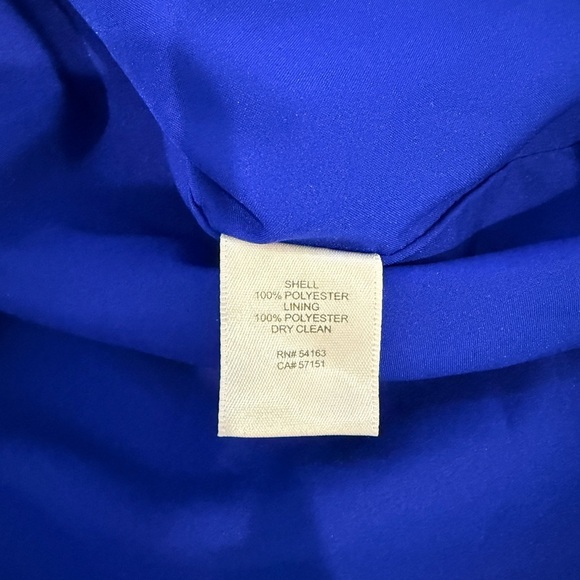 SHELL
100% POLYESTER
LINING
100% POLYESTER
DRY CLEAN
RN# 54163
CA# 57151